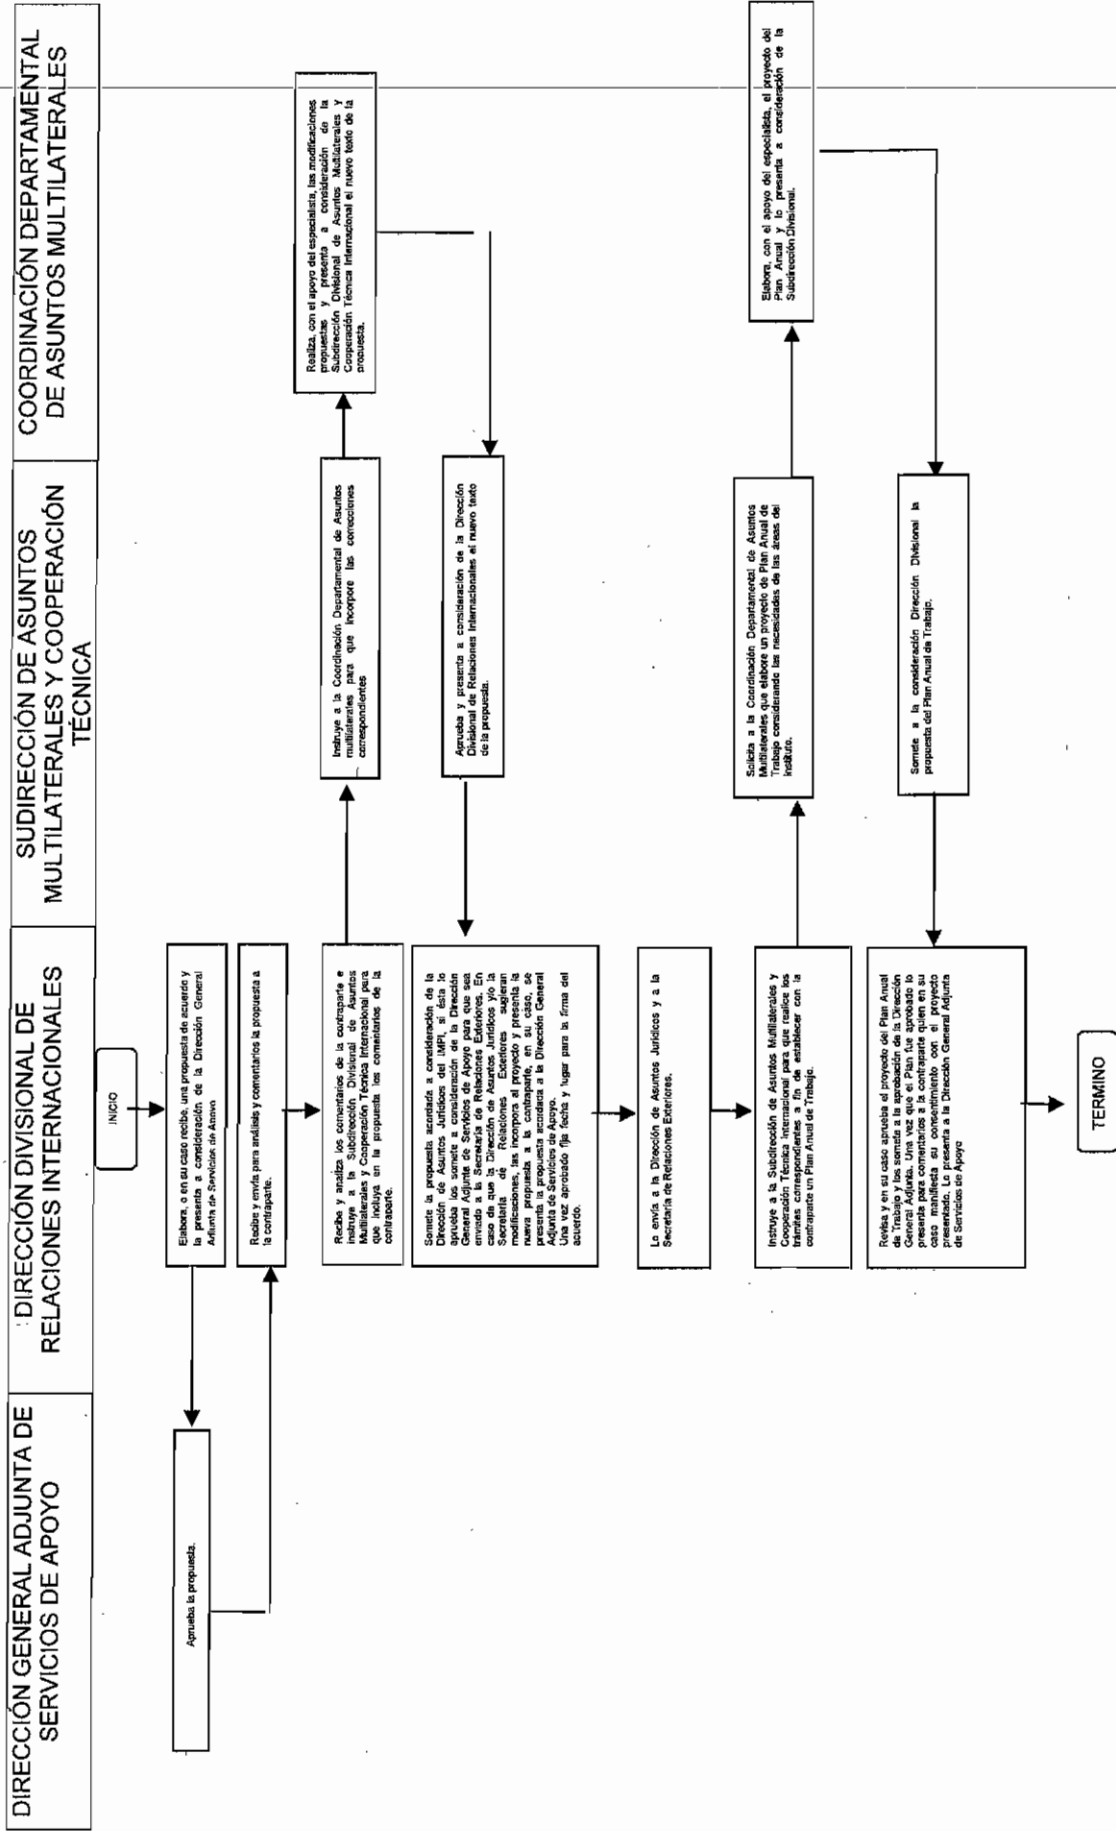 DIRECCIÓN GENERAL ADJUNTA DE
SERVICIOS DE APOYO
DIRECCIÓN DIVISIONAL DE
RELACIONES INTERNACIONALES
SUDIRECCIÓN DE ASUNTOS
MULTILATERALES Y COOPERACIÓN
TÉCNICA
COORDINACIÓN DEPARTAMENTAL
DE ASUNTOS MULTILATERALES
INICIO
Elabora, o en su caso recibe, una propuesta de acuerdo y
la presenta a consideración de la Dirección General
Adjunta de Servicios de Apoyo
Aprueba la propuesta.
Recibe y envía para análisis y comentarios la propuesta a
la contraparte.
Recibe y analiza los comentarios de la contraparte e
instruye a la Subdirección Divisional de Asuntos
Multilaterales y Cooperación Técnica Internacional para
que incluya en la propuesta los comentarios de la
contraparte.
Instruye a la Coordinación Departamental de Asuntos
multilaterales para que incorpore las correcciones
correspondientes
Realiza, con el apoyo del especialista, las modificaciones
propuestas y presenta a consideración de la
Subdirección Divisional de Asuntos Multilaterales y
Cooperación Técnica Internacional el nuevo texto de la
propuesta.
Aprueba y presenta a consideración de la Dirección
Divisional de Relaciones Internacionales el nuevo texto
de la propuesta.
Somete la propuesta acordada a consideración de la
Dirección de Asuntos Jurídicos del IMPI, si ésta lo
aprueba los somete a consideración de la Dirección
General Adjunta de Servicios de Apoyo para que sea
enviado a la Secretaría de Relaciones Exteriores. En
caso de que la Dirección de Asuntos Jurídicos y/o la
Secretaría de Relaciones Exteriores sugieran
modificaciones, las incorpora al proyecto y presenta la
nueva propuesta a la contraparte, en su caso, se
presenta la propuesta acordada a la Dirección General
Adjunta de Servicios de Apoyo.
Una vez aprobado fija fecha y lugar para la firma del
acuerdo.
Lo envía a la Dirección de Asuntos Jurídicos y a la
Secretaría de Relaciones Exteriores.
Instruye a la Subdirección de Asuntos Multilaterales y
Cooperación Técnica Internacional para que realice los
trámites correspondientes a fin de establecer con la
contraparte un Plan Anual de Trabajo.
Solicita a la Coordinación Departamental de Asuntos
Multilaterales que elabore un proyecto de Plan Anual de
Trabajo considerando las necesidades de las áreas del
Instituto.
Elabora, con el apoyo del especialista, el proyecto del
Plan Anual y lo presenta a consideración de la
Subdirección Divisional.
Somete a la consideración Dirección Divisional la
propuesta del Plan Anual de Trabajo.
Revisa y en su caso aprueba el proyecto del Plan Anual
de Trabajo y los somete a la aprobación de la Dirección
General Adjunta. Una vez que el Plan fue aprobado lo
presenta para comentarios a la contraparte quien en su
caso manifiesta su consentimiento con el proyecto
presentado. Lo presenta a la Dirección General Adjunta
de Servicios de Apoyo
TERMINO